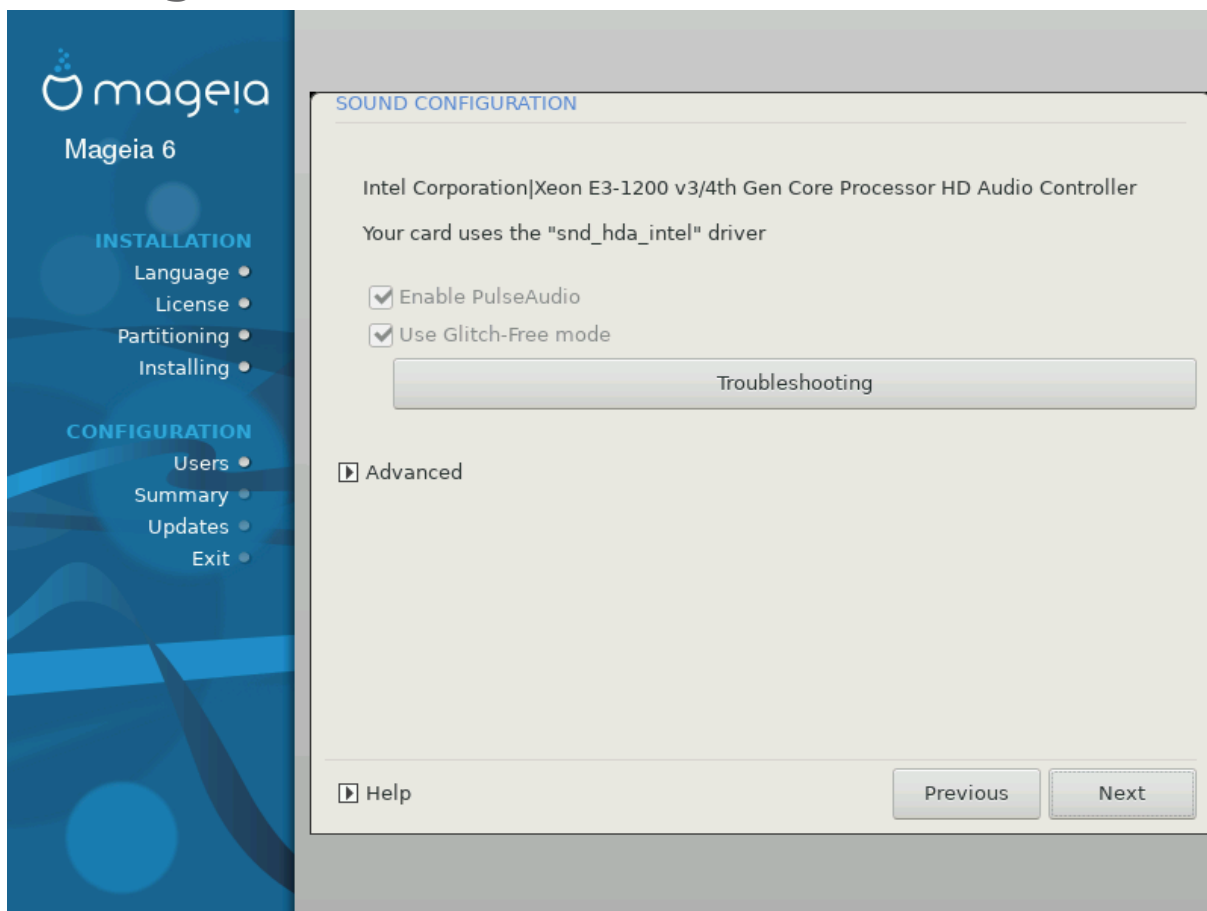 mageia
Mageia 6
INSTALLATION
Language
License
Partitioning
Installing
CONFIGURATION
Users
Summary
Updates
Exit
SOUND CONFIGURATION
Intel Corporation|Xeon E3-1200 v3/4th Gen Core Processor HD Audio Controller
Your card uses the "snd_hda_intel" driver
Enable PulseAudio
Use Glitch-Free mode
Troubleshooting
Advanced
Help
Previous
Next